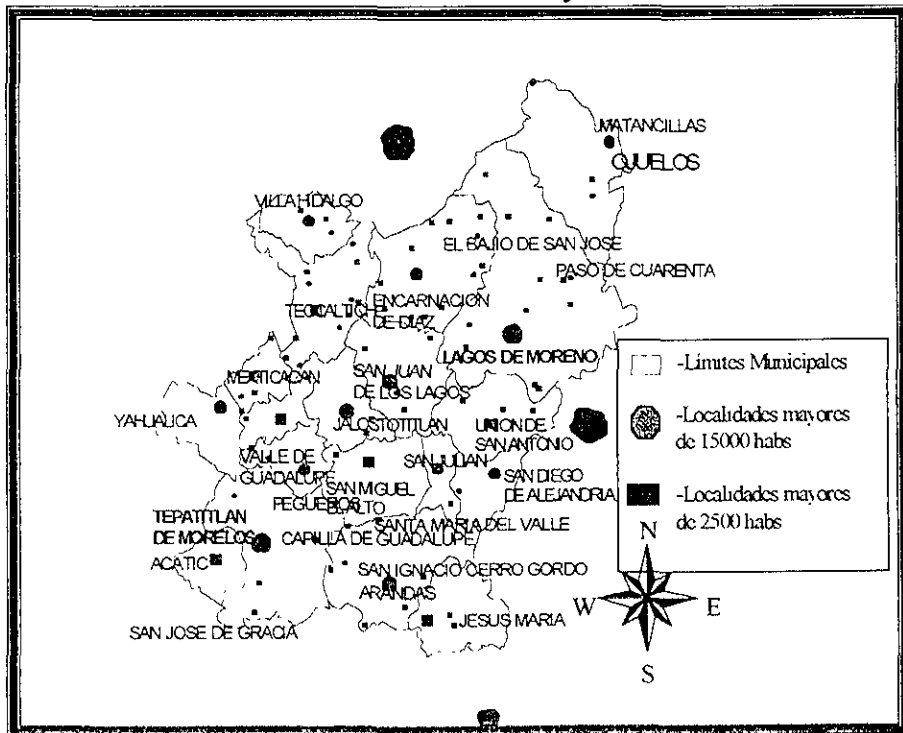 MATANCILLAS
OJUELOS
VILLA HIDALGO
EL BAJIO DE SAN JOSE
PASO DE CUARENTA
TEOCALTICHE
ENCARNACION
DE DIAZ
LAGOS DE MORENO
MEXTICACAN
SAN JUAN
DE LOS LAGOS
YAHUALICA
JALOSTOTITLAN
UNION DE
SAN ANTONIO
VALLE DE
GUADALUPE
SAN JULIAN
SAN DIEGO
DE ALEJANDRIA
PEGUEROS
SAN MIGUEL
EL ALTO
SANTA MARIA DEL VALLE
TEPATITLAN
DE MORELOS
CAPILLA DE GUADALUPE
ACATIC
SAN IGNACIO CERRO GORDO
ARANDAS
JESUS MARIA
SAN JOSE DE GRACIA
-Limites Municipales
-Localidades mayores
de 15000 habs
-Localidades mayores
de 2500 habs
N
W
E
S